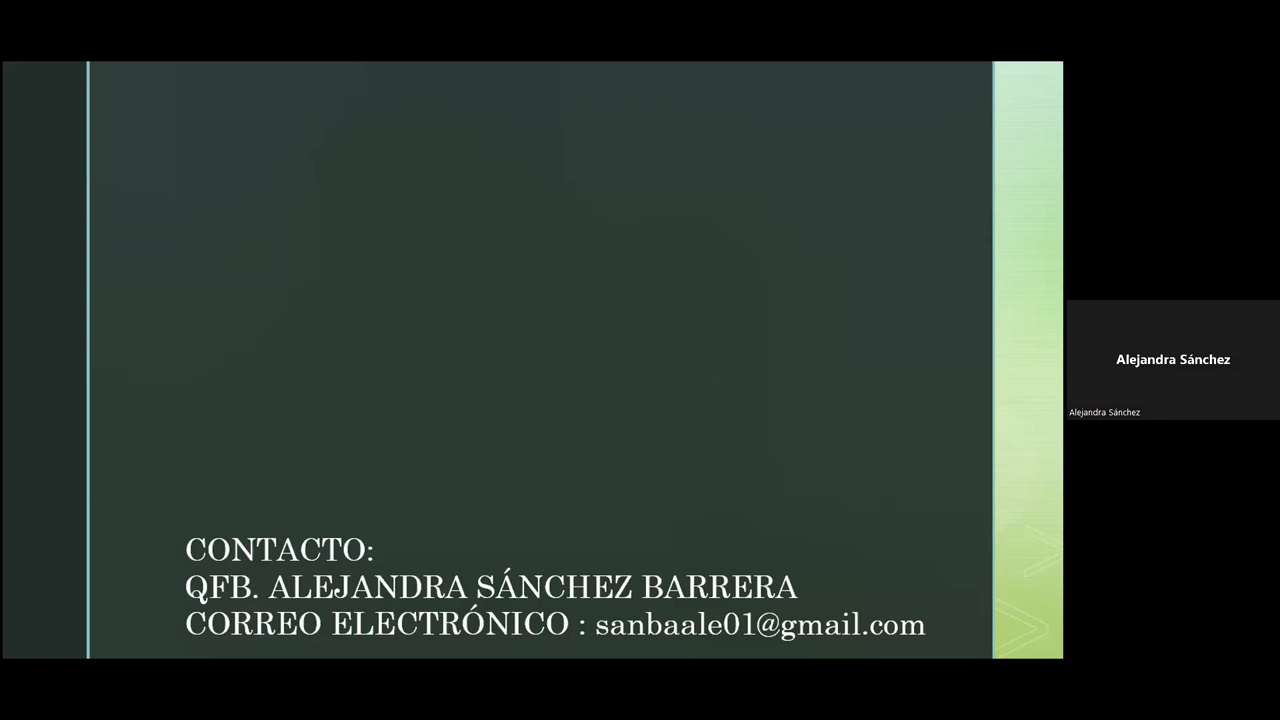 CONTACTO:
QFB. ALEJANDRA SÁNCHEZ BARRERA
CORREO ELECTRÓNICO : sanbaale01@gmail.com
Alejandra Sánchez
Alejandra Sánchez